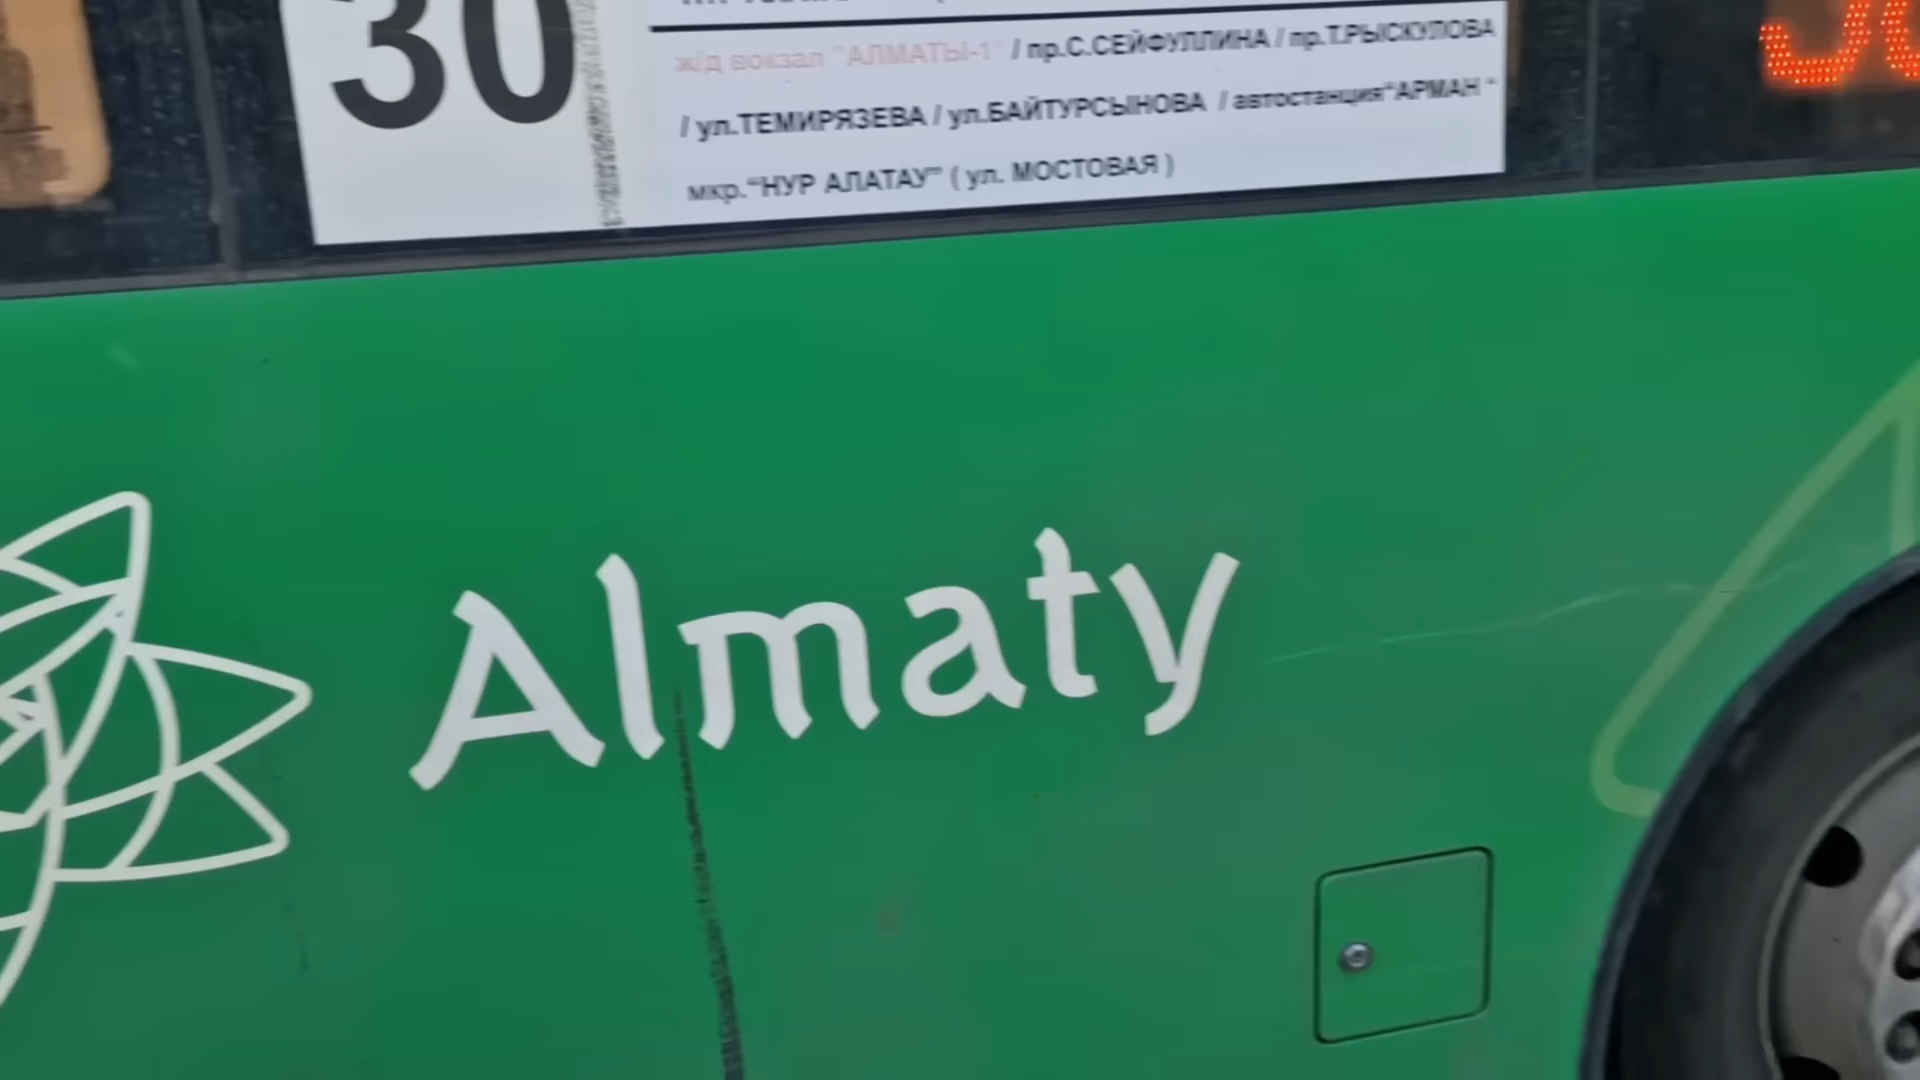 30
ж/д вокзал "АЛМАТЫ-1" / пр.С.СЕЙФУЛЛИНА / пр.Т.РЫСКУЛОВА
/ ул.ТЕМИРЯЗЕВА / ул.БАЙТУРСЫНОВА / автостанция“АРМАН “
мкр.“НУР АЛАТАУ” ( ул. МОСТОВАЯ )
Almaty